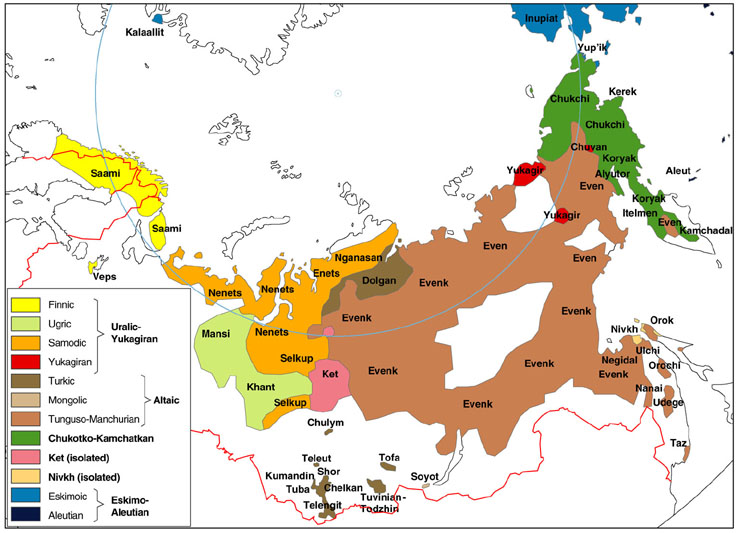 Inupiat
Kalaallit
Yup'ik
Kerek
Chukchi
Chukchi
Chuvan
Koryak
Saami
Yukagir
Alyutor
Aleut
Even
Koryak
Yukagir
Itelmen
Even
Saami
Kamchadal
Even
Nganasan
Even
Veps
Enets
Dolgan
Nenets
Nenets
Evenk
Evenk
Evenk
Mansi
Nenets
Nivkh
Orok
Ulchi
Selkup
Negidal
Orochi
Ket
Evenk
Evenk
Khant
Nanai
Selkup
Evenk
Udege
Chulym
Taz
Teleut
Tofa
Kumandin
Shor
Soyot
Tuba
Chelkan
Tuvinian-
Todzhin
Telengit
Finnic
Ugric
Samodic
Yukagiran
Uralic-
Yukagiran
Turkic
Mongolic
Tunguso-Manchurian
Altaic
Chukotko-Kamchatkan
Ket (isolated)
Nivkh (isolated)
Eskimoic
Aleutian
Eskimo-
Aleutian